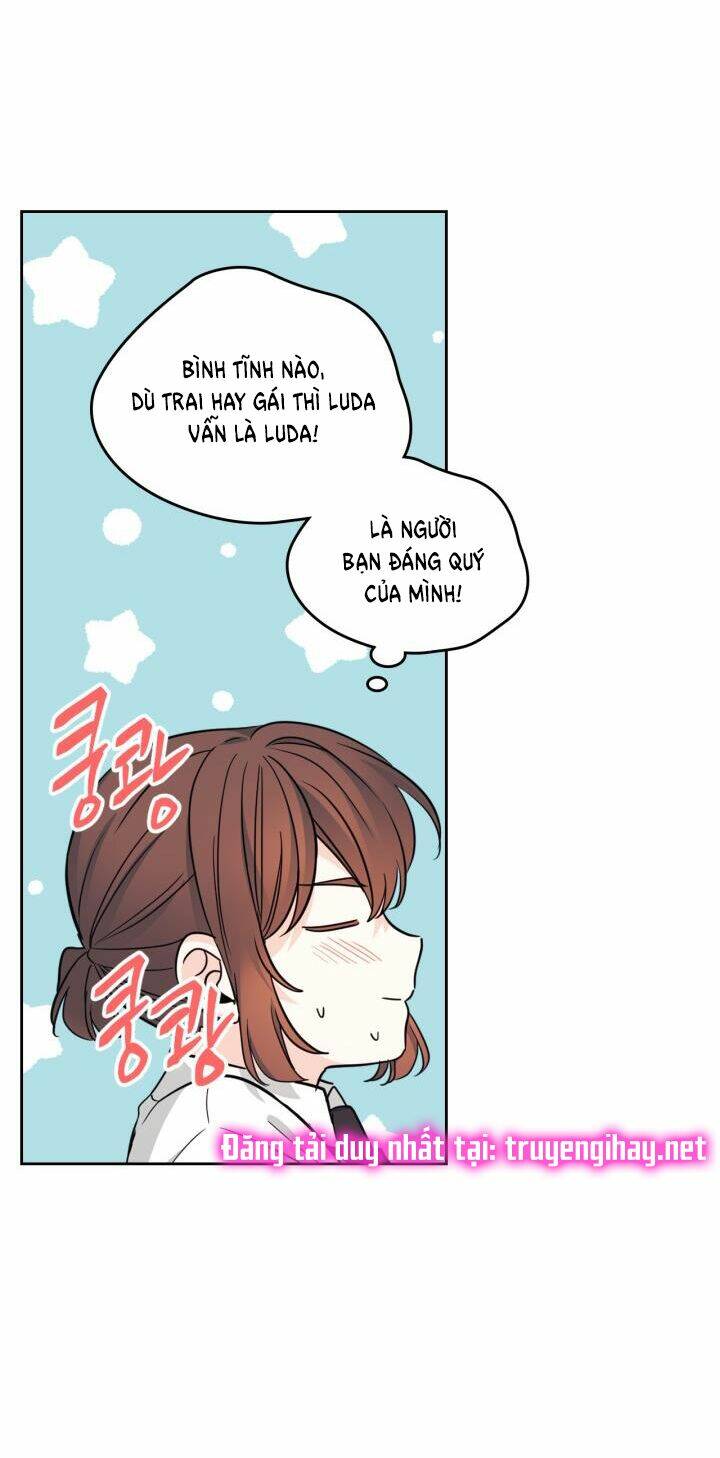 BÌNH TĨNH NÀO,
DÙ TRAI HAY GÁI THÌ LUDA
VẪN LÀ LUDA!
LÀ NGƯỜI
BẠN ĐÁNG QUÝ
CỦA MÌNH!
쿵쾅
쿵쾅
Đăng tải duy nhất tại: truyengihay.net